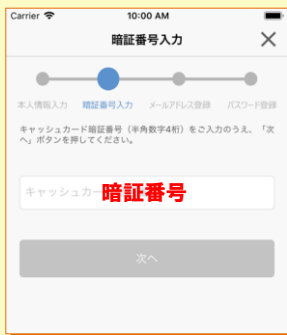 Carrier 10:00 AM
暗証番号入力
本人情報入力 暗証番号入力 メールアドレス登録 パスワード登録
キャッシュカード暗証番号（半角数字4桁）をご入力のうえ、「次
へ」ボタンを押してください。
キャッシュカー
暗証番号
次へ